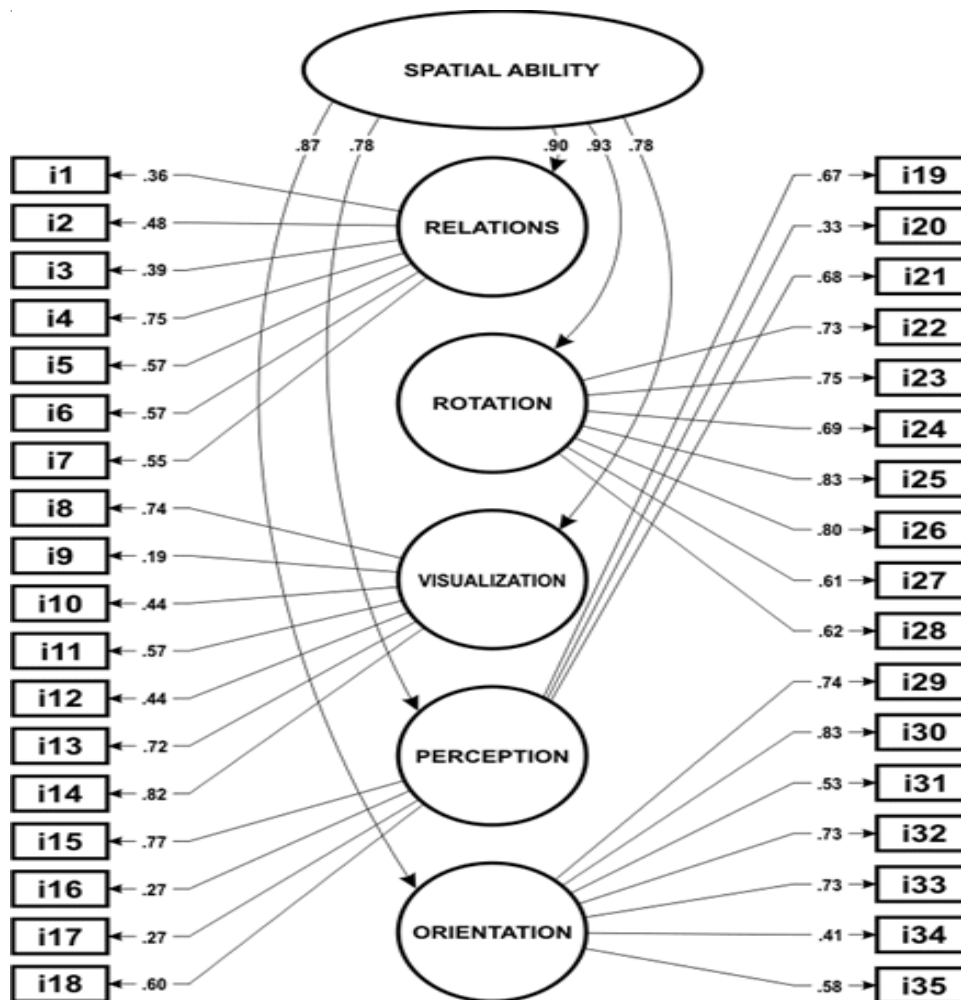 SPATIAL ABILITY
.87 .78 .90 .93 .78
i1 .36
i2 .48
i3 .39
i4 .75
i5 .57
i6 .57
i7 .55
i8 .74
i9 .19
i10 .44
i11 .57
i12 .44
i13 .72
i14 .82
i15 .77
i16 .27
i17 .27
i18 .60
RELATIONS
ROTATION
VISUALIZATION
PERCEPTION
ORIENTATION
.67 i19
.33 i20
.68 i21
.73 i22
.75 i23
.69 i24
.83 i25
.80 i26
.61 i27
.62 i28
.74 i29
.83 i30
.53 i31
.73 i32
.73 i33
.41 i34
.58 i35